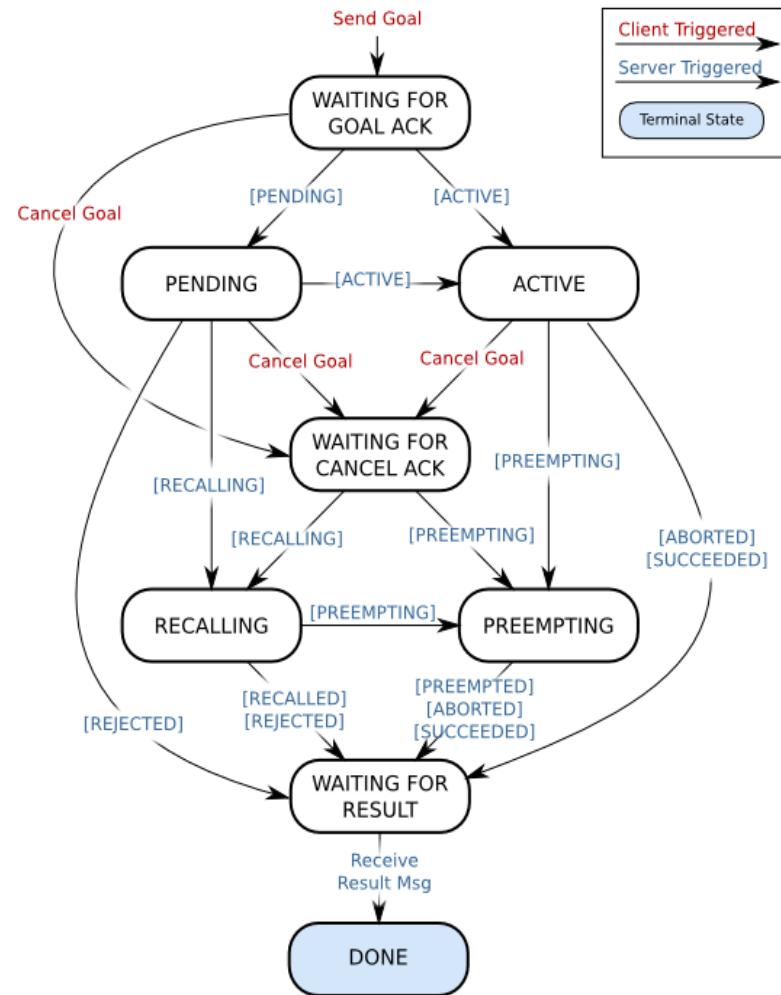 Send Goal
Client Triggered
Server Triggered
Terminal State
WAITING FOR
GOAL ACK
[PENDING]
[ACTIVE]
Cancel Goal
PENDING
[ACTIVE]
ACTIVE
Cancel Goal
Cancel Goal
WAITING FOR
CANCEL ACK
[PREEMPTING]
[RECALLING]
[RECALLING]
[PREEMPTING]
[ABORTED]
[SUCCEEDED]
RECALLING
[PREEMPTING]
PREEMPTING
[RECALLED]
[REJECTED]
[PREEMPTED]
[ABORTED]
[SUCCEEDED]
[REJECTED]
WAITING FOR
RESULT
Receive
Result Msg
DONE